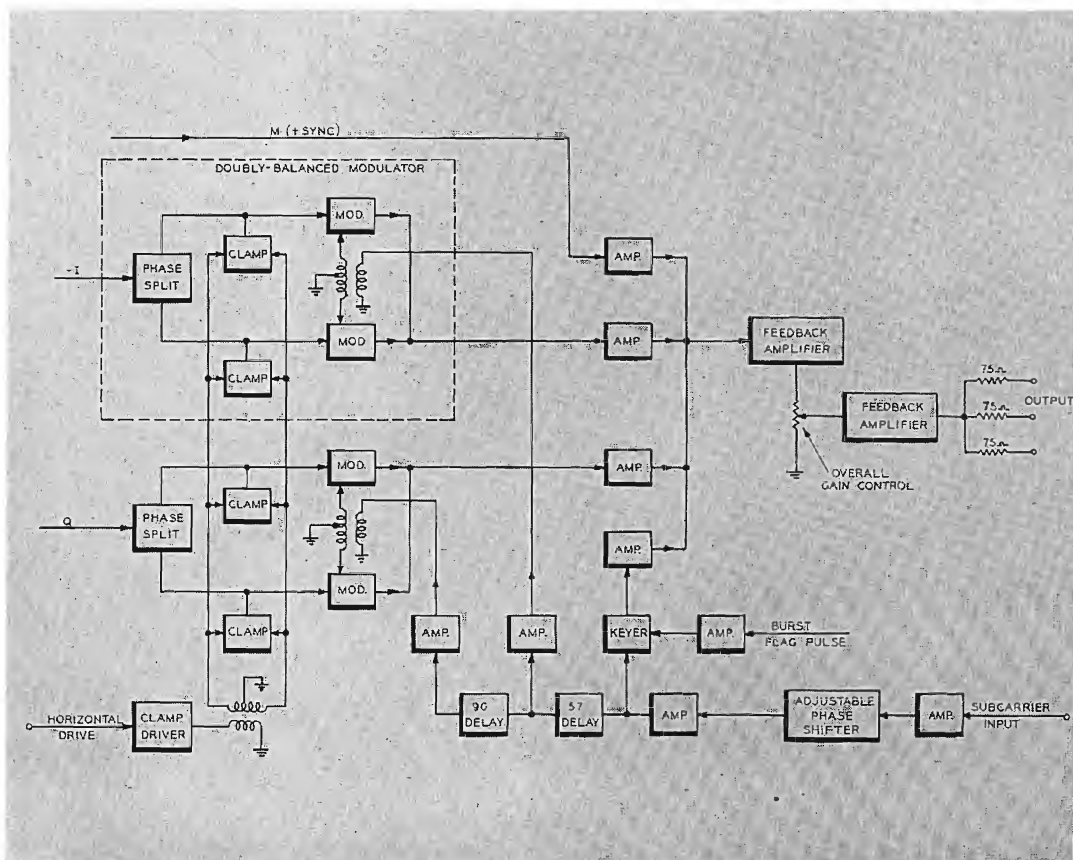 M (+ SYNC)
DOUBLY-BALANCED MODULATOR
MOD.
CLAMP
AMP.
-I
PHASE
SPLIT
MOD
AMP
FEEDBACK
AMPLIFIER
CLAMP
75Ω
OUTPUT
FEEDBACK
AMPLIFIER
75Ω
75Ω
MOD.
AMP.
OVERALL
GAIN CONTROL
CLAMP
Q
PHASE
SPLIT
AMP.
MOD.
CLAMP
AMP.
AMP.
KEYER
AMP.
BURST
FLAG PULSE
HORIZONTAL
DRIVE
CLAMP
DRIVER
90
DELAY
57
DELAY
AMP
ADJUSTABLE
PHASE
SHIFTER
AMP.
SUBCARRIER
INPUT